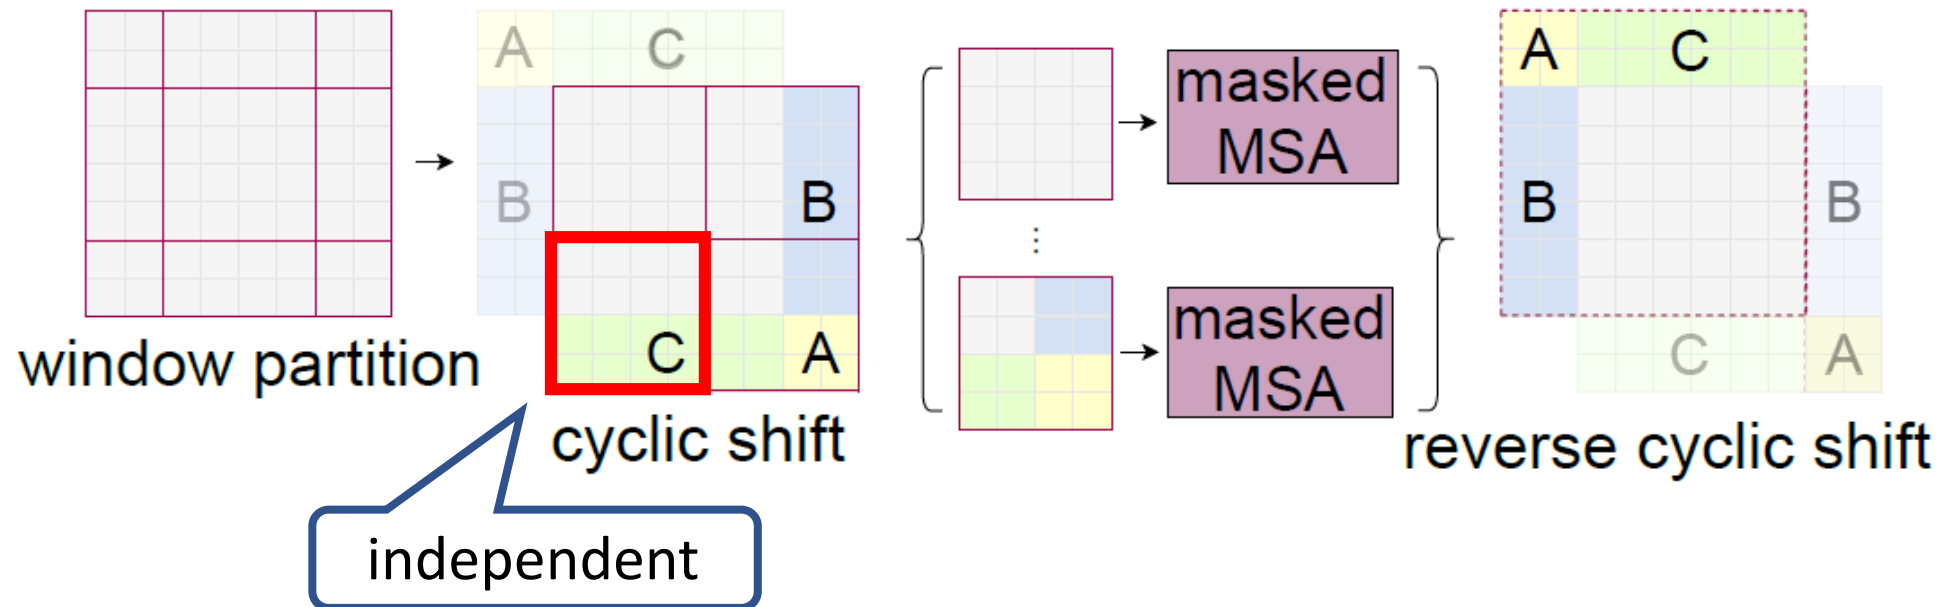 A
C
B
B
C
A
masked
MSA
masked
MSA
A
C
B
B
C
A
window partition
cyclic shift
reverse cyclic shift
independent